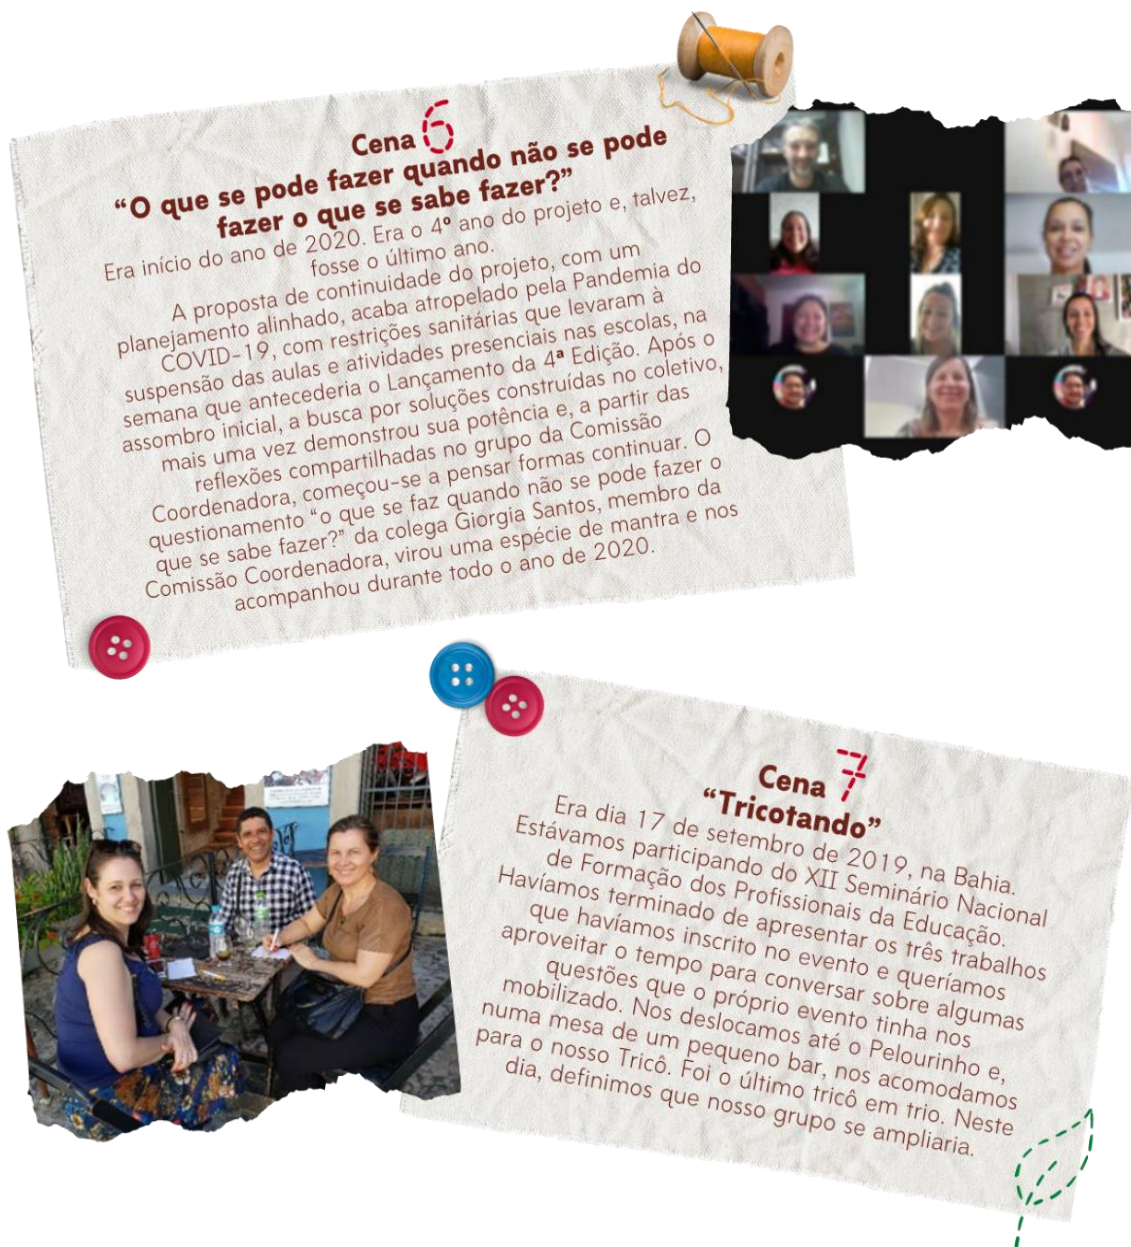 Cena 6
“O que se pode fazer quando não se pode
fazer o que se sabe fazer?”
Era início do ano de 2020. Era o 4º ano do projeto e, talvez,
fosse o último ano.
A proposta de continuidade do projeto, com um
planejamento alinhado, acaba atropelado pela Pandemia do
COVID-19, com restrições sanitárias que levaram à
suspensão das aulas e atividades presenciais nas escolas, na
semana que antecederia o Lançamento da 4ª Edição. Após o
assombro inicial, a busca por soluções construídas no coletivo,
mais uma vez demonstrou sua potência e, a partir das
reflexões compartilhadas no grupo da Comissão
Coordenadora, começou-se a pensar formas continuar. O
questionamento “o que se faz quando não se pode fazer o
que se sabe fazer?” da colega Giorgia Santos, membro da
Comissão Coordenadora, virou uma espécie de mantra e nos
acompanhou durante todo o ano de 2020.
Cena 7
“Tricotando”
Era dia 17 de setembro de 2019, na Bahia.
Estávamos participando do XII Seminário Nacional
de Formação dos Profissionais da Educação.
Havíamos terminado de apresentar os três trabalhos
que havíamos inscrito no evento e queríamos
aproveitar o tempo para conversar sobre algumas
questões que o próprio evento tinha nos
mobilizado. Nos deslocamos até o Pelourinho e,
numa mesa de um pequeno bar, nos acomodamos
para o nosso Tricô. Foi o último tricô em trio. Neste
dia, definimos que nosso grupo se ampliaria.